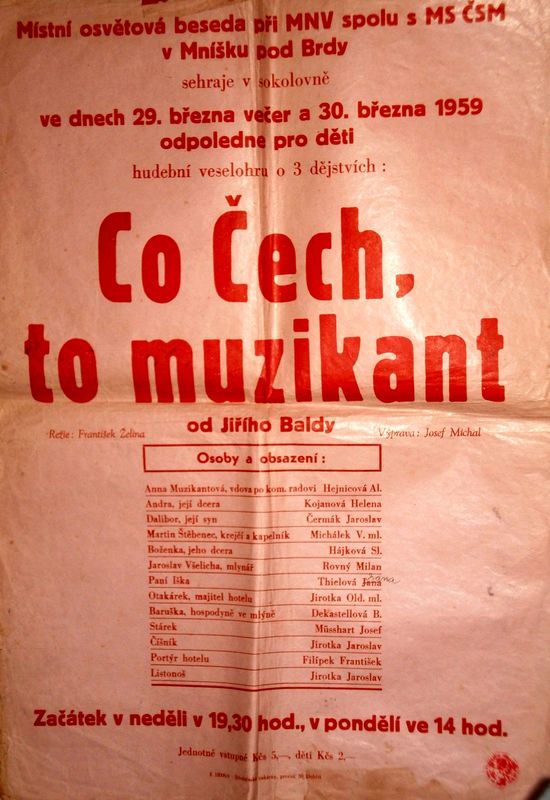 Místní osvětová beseda při MNV spolu s MS ČSM
v Mníšku pod Brdy
sehraje v sokolovně
ve dnech 29. března večer a 30. března 1959
odpoledne pro děti
hudební veselohru o 3 dějstvích :
Co Čech,
to muzikant
od Jiřího Baldy
Režie : František Želina
Výprava : Josef Michal
Osoby a obsazení :
Anna Muzikantová, vdova po kom. radovi Hejnicová Al.
Andra, její dcera Kojanová Helena
Dalibor, její syn Čermák Jaroslav
Martin Štěbenec, krejčí a kapelník Michálek V. ml.
Boženka, jeho dcera Hájková Sl.
Jaroslav Všelicha, mlynář Rovný Milan
Paní Iška Thielová Jana Žana
Otakárek, majitel hotelu Jirotka Old. ml.
Baruška, hospodyně ve mlýně Dekastellová B.
Stárek Müsshart Josef
Číšník Jirotka Jaroslav
Portýr hotelu Filípek František
Listonoš Jirotka Jaroslav
Začátek v neděli v 19,30 hod., v pondělí ve 14 hod.
Jednotné vstupné Kčs 5,—, děti Kčs 2,—